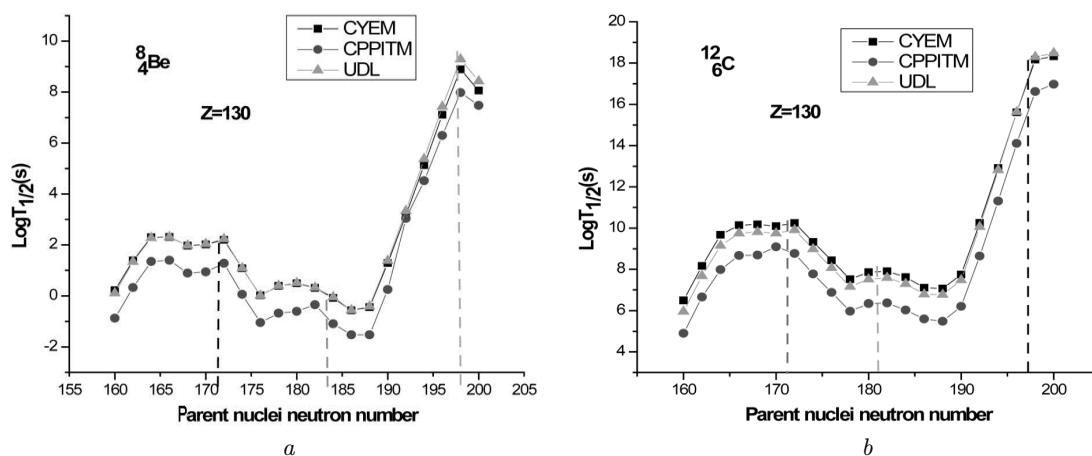 8
4Be
CYEM
CPPITM
UDL
Z=130
LogT1/2(s)
10
8
6
4
2
0
-2
155 160 165 170 175 180 185 190 195 200 205
Parent nuclei neutron number
a
12
6C
CYEM
CPPITM
UDL
Z=130
LogT1/2(s)
20
18
16
14
12
10
8
6
4
160 170 180 190 200
Parent nuclei neutron number
b